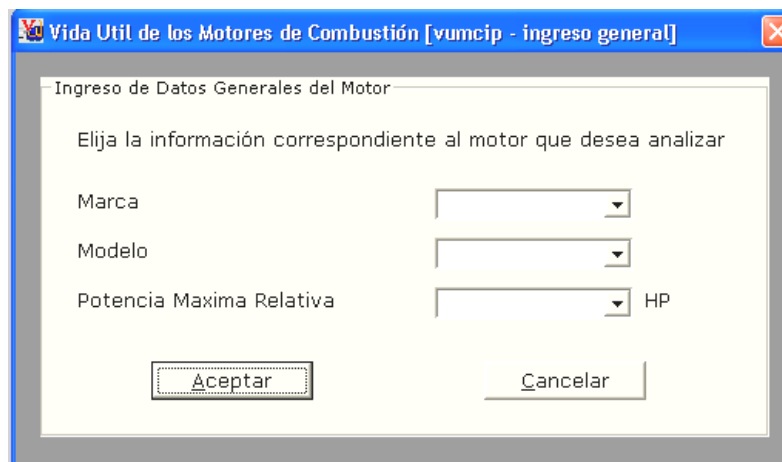 Vida Util de los Motores de Combustión [vumcip - ingreso general]
Ingreso de Datos Generales del Motor
Elija la información correspondiente al motor que desea analizar
Marca
Modelo
Potencia Maxima Relativa HP
Aceptar Cancelar